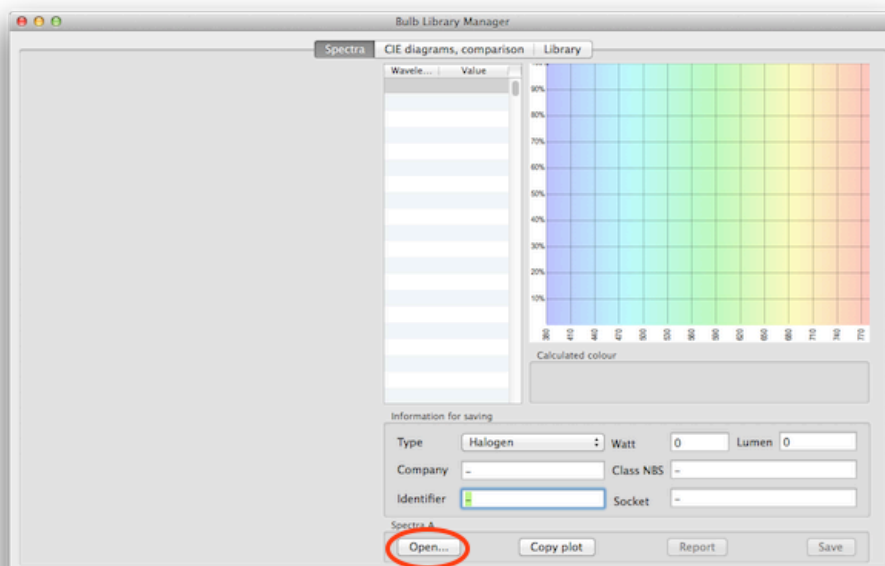 Bulb Library Manager
Spectra CIE diagrams, comparison Library
Wavele... Value
90%
80%
70%
60%
50%
40%
30%
20%
10%
380 410 440 470 500 530 560 590 620 650 680 710 740 770
Calculated colour
Information for saving
Type Halogen Watt 0 Lumen 0
Company – Class NBS –
Identifier – Socket –
Spectra A
Open... Copy plot Report Save